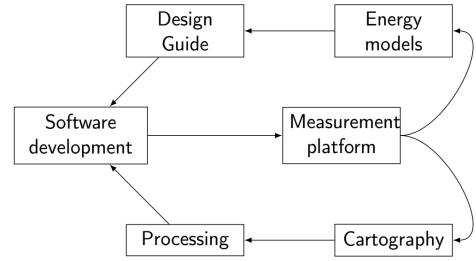 Design
Guide
Energy
models
Software
development
Measurement
platform
Processing
Cartography